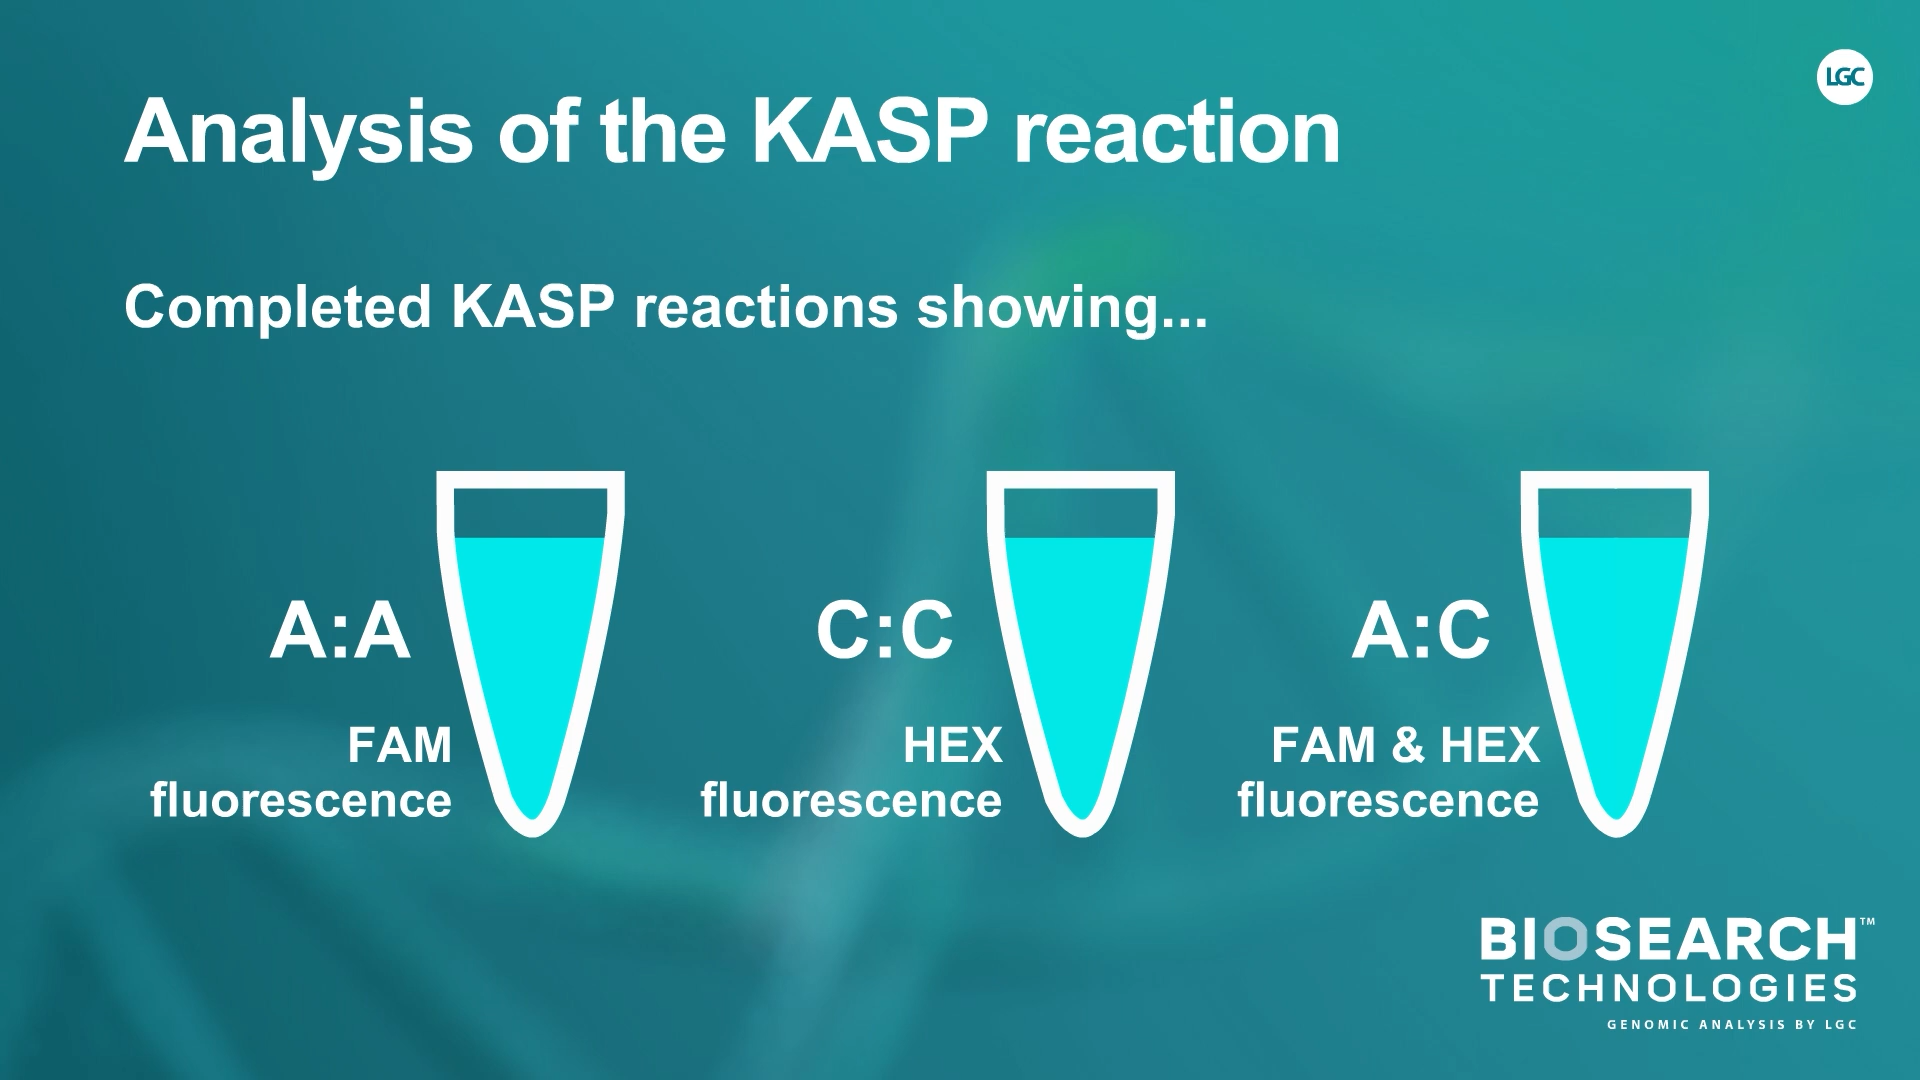 LGC
Analysis of the KASP reaction
Completed KASP reactions showing...
A:A
FAM
fluorescence
C:C
HEX
fluorescence
A:C
FAM & HEX
fluorescence
BIOSEARCH™
TECHNOLOGIES
GENOMIC ANALYSIS BY LGC